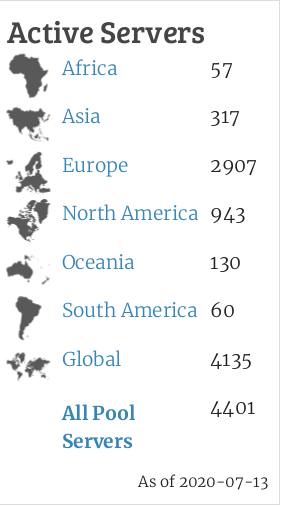 Active Servers
Africa 57
Asia 317
Europe 2907
North America 943
Oceania 130
South America 60
Global 4135
All Pool 4401
Servers
As of 2020-07-13